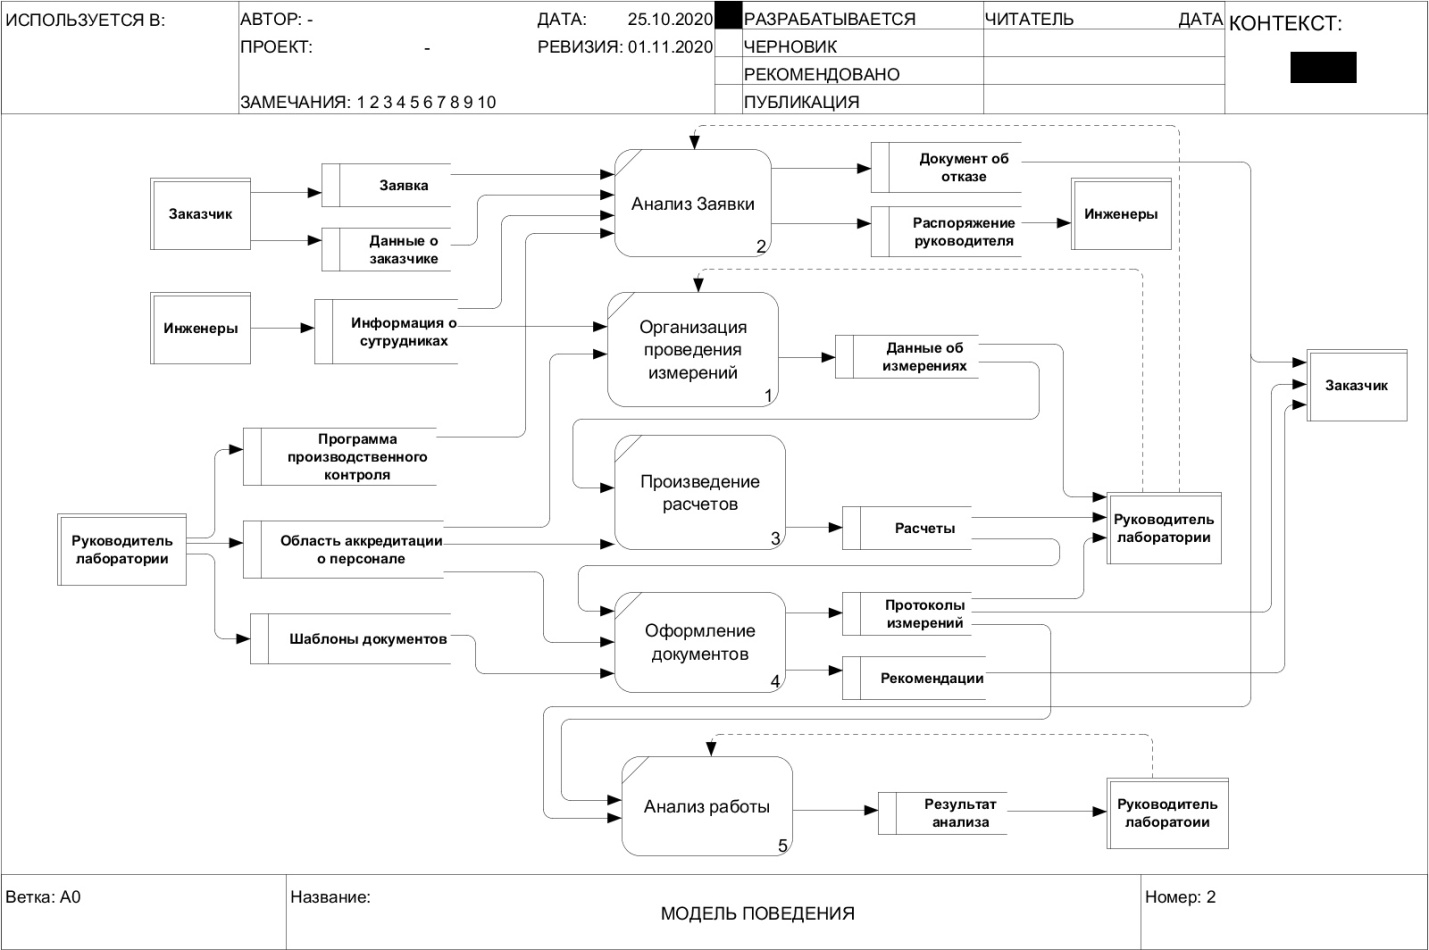 ИСПОЛЬЗУЕТСЯ В:
АВТОР: -
ДАТА: 25.10.2020
РАЗРАБАТЫВАЕТСЯ
ЧИТАТЕЛЬ
ДАТА
КОНТЕКСТ:
ПРОЕКТ: -
РЕВИЗИЯ: 01.11.2020
ЧЕРНОВИК
РЕКОМЕНДОВАНО
ЗАМЕЧАНИЯ: 1 2 3 4 5 6 7 8 9 10
ПУБЛИКАЦИЯ
Заказчик
Заявка
Данные о
заказчике
Анализ Заявки
2
Документ об
отказе
Распоряжение
руководителя
Инженеры
Инженеры
Информация о
сутрудниках
Организация
проведения
измерений
1
Данные об
измерениях
Заказчик
Программа
производственного
контроля
Произведение
расчетов
3
Руководитель
лаборатории
Область аккредитации
о персонале
Расчеты
Руководитель
лаборатории
Шаблоны документов
Оформление
документов
4
Протоколы
измерений
Рекомендации
Анализ работы
5
Результат
анализа
Руководитель
лаборатоии
Ветка: A0
Название:
МОДЕЛЬ ПОВЕДЕНИЯ
Номер: 2